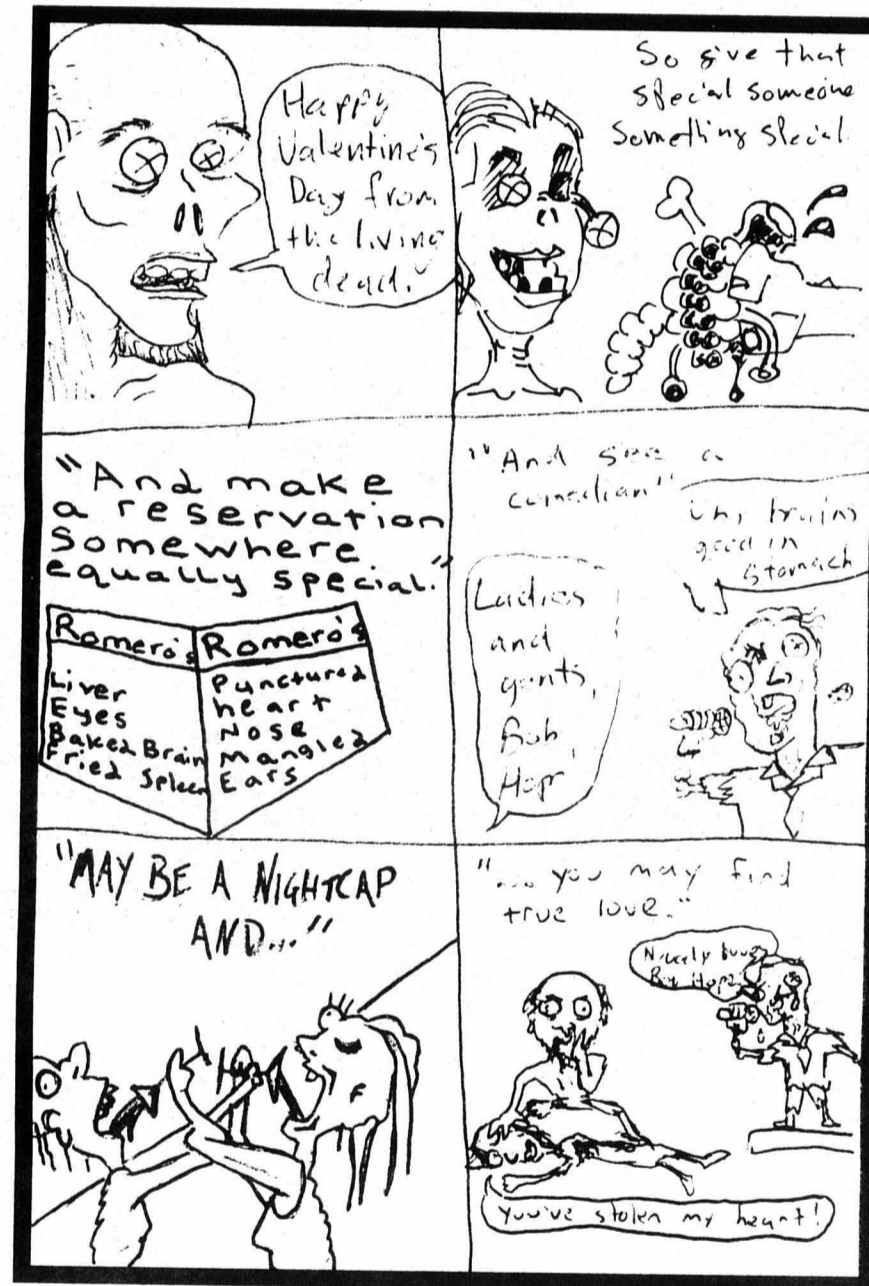 Happy
Valentine's
Day from
the living
dead.
So give that
special someone
something special.
"And make
a reservation
somewhere
equally special."
Romero's
Liver
Eyes
Baked Brain
Fried Spleen
Romero's
Punctured
heart
Nose
Mangled
Ears
"And see a
comedian"
Uh, brains
good in
stomach
Ladies
and
gents,
Bob
Hop
"MAY BE A NIGHTCAP
AND..."
"... you may find
true love."
Bob Hope
You've stolen my heart!